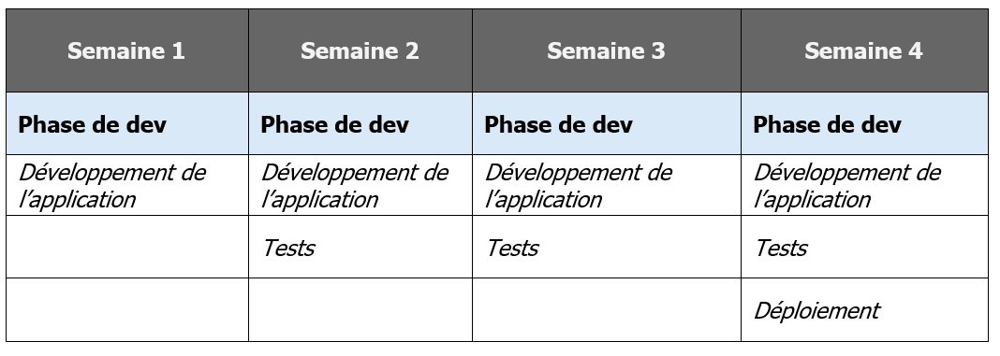 Semaine 1 Semaine 2 Semaine 3 Semaine 4
Phase de dev Phase de dev Phase de dev Phase de dev
Développement de Développement de Développement de Développement de
l’application l’application l’application l’application
Tests Tests Tests
Déploiement